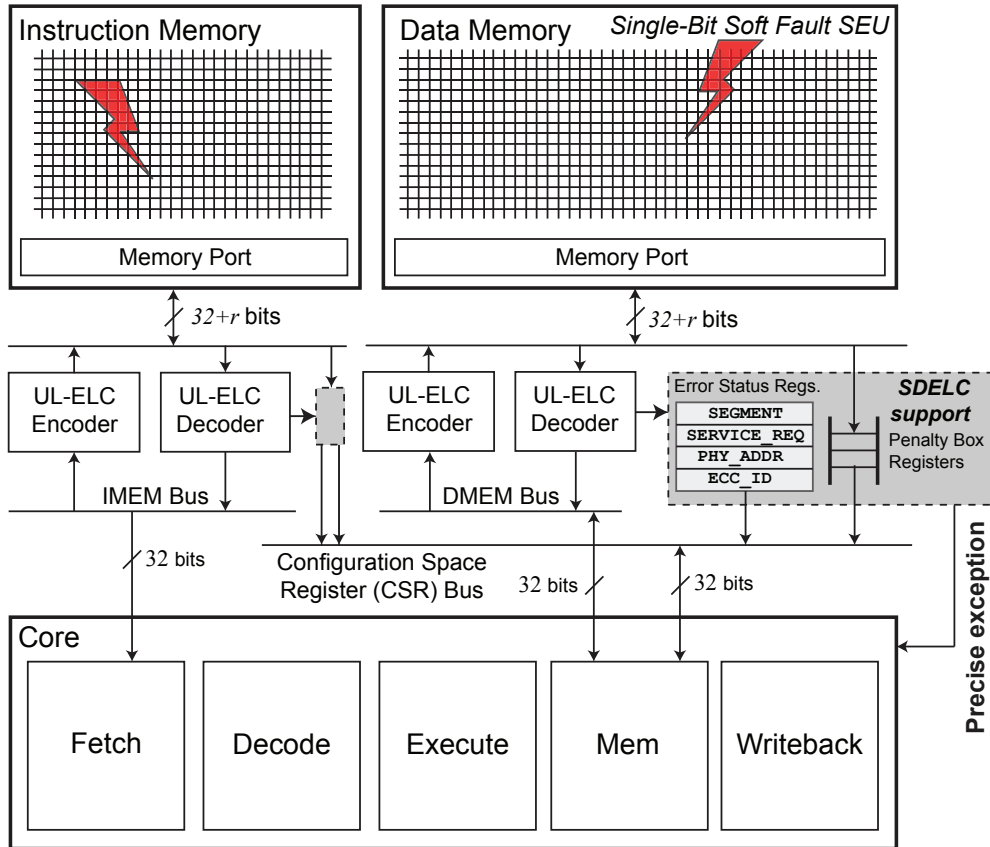 Instruction Memory
Data Memory
Single-Bit Soft Fault SEU
Memory Port
Memory Port
32+r bits
32+r bits
UL-ELC
Encoder
UL-ELC
Decoder
UL-ELC
Encoder
UL-ELC
Decoder
Error Status Regs.
SEGMENT
SERVICE_REQ
PHY_ADDR
ECC_ID
SDELC
support
Penalty Box
Registers
IMEM Bus
DMEM Bus
32 bits
Configuration Space
Register (CSR) Bus
32 bits
32 bits
Precise exception
Core
Fetch
Decode
Execute
Mem
Writeback